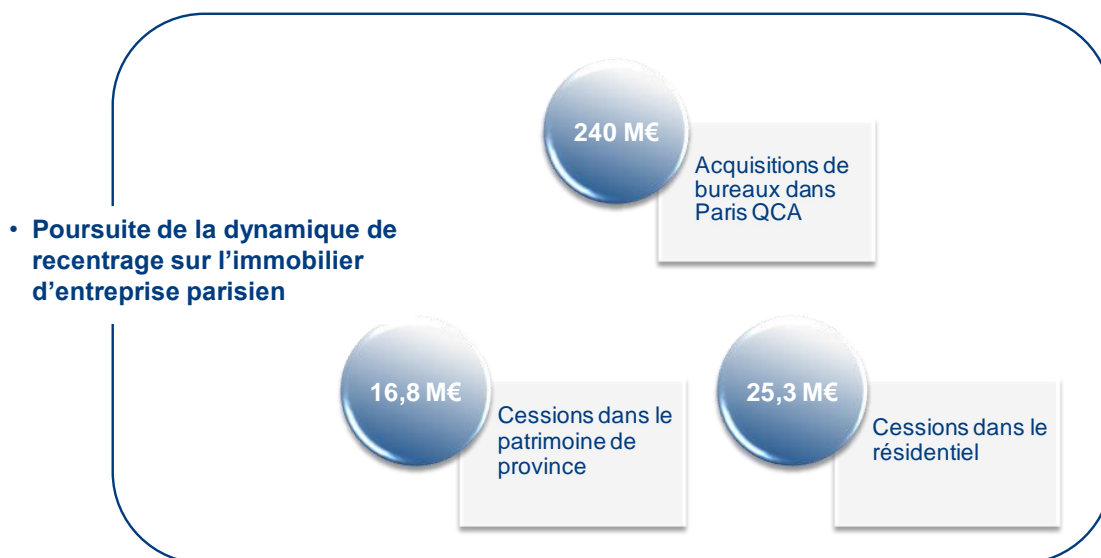 240 M€
Acquisitions de
bureaux dans
Paris QCA
• Poursuite de la dynamique de
recentrage sur l’immobilier
d’entreprise parisien
16,8 M€
Cessions dans le
patrimoine de
province
25,3 M€
Cessions dans le
résidentiel